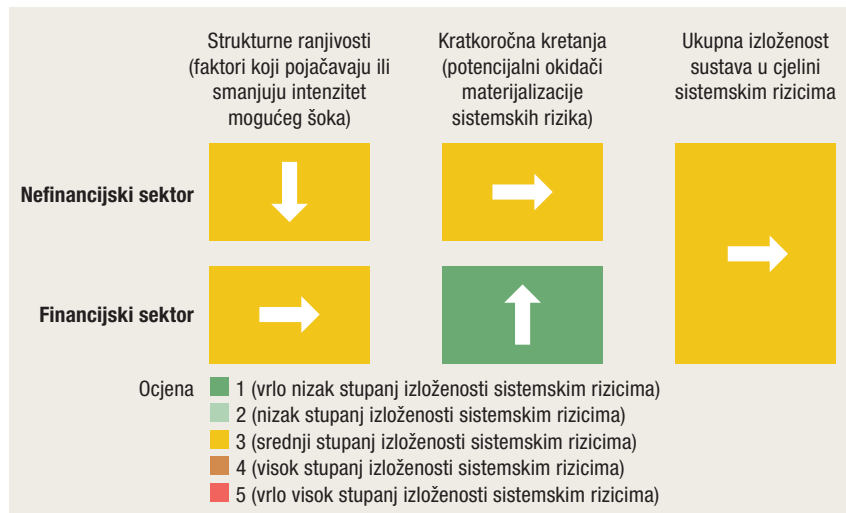 Strukturne ranjivosti
(faktori koji pojačavaju ili
smanjuju intenzitet
mogućeg šoka)
Kratkoročna kretanja
(potencijalni okidači
materijalizacije
sistemskih rizika)
Ukupna izloženost
sustava u cjelini
sistemskim rizicima
Nefinancijski sektor
Financijski sektor
Ocjena
1 (vrlo nizak stupanj izloženosti sistemskim rizicima)
2 (nizak stupanj izloženosti sistemskim rizicima)
3 (srednji stupanj izloženosti sistemskim rizicima)
4 (visok stupanj izloženosti sistemskim rizicima)
5 (vrlo visok stupanj izloženosti sistemskim rizicima)